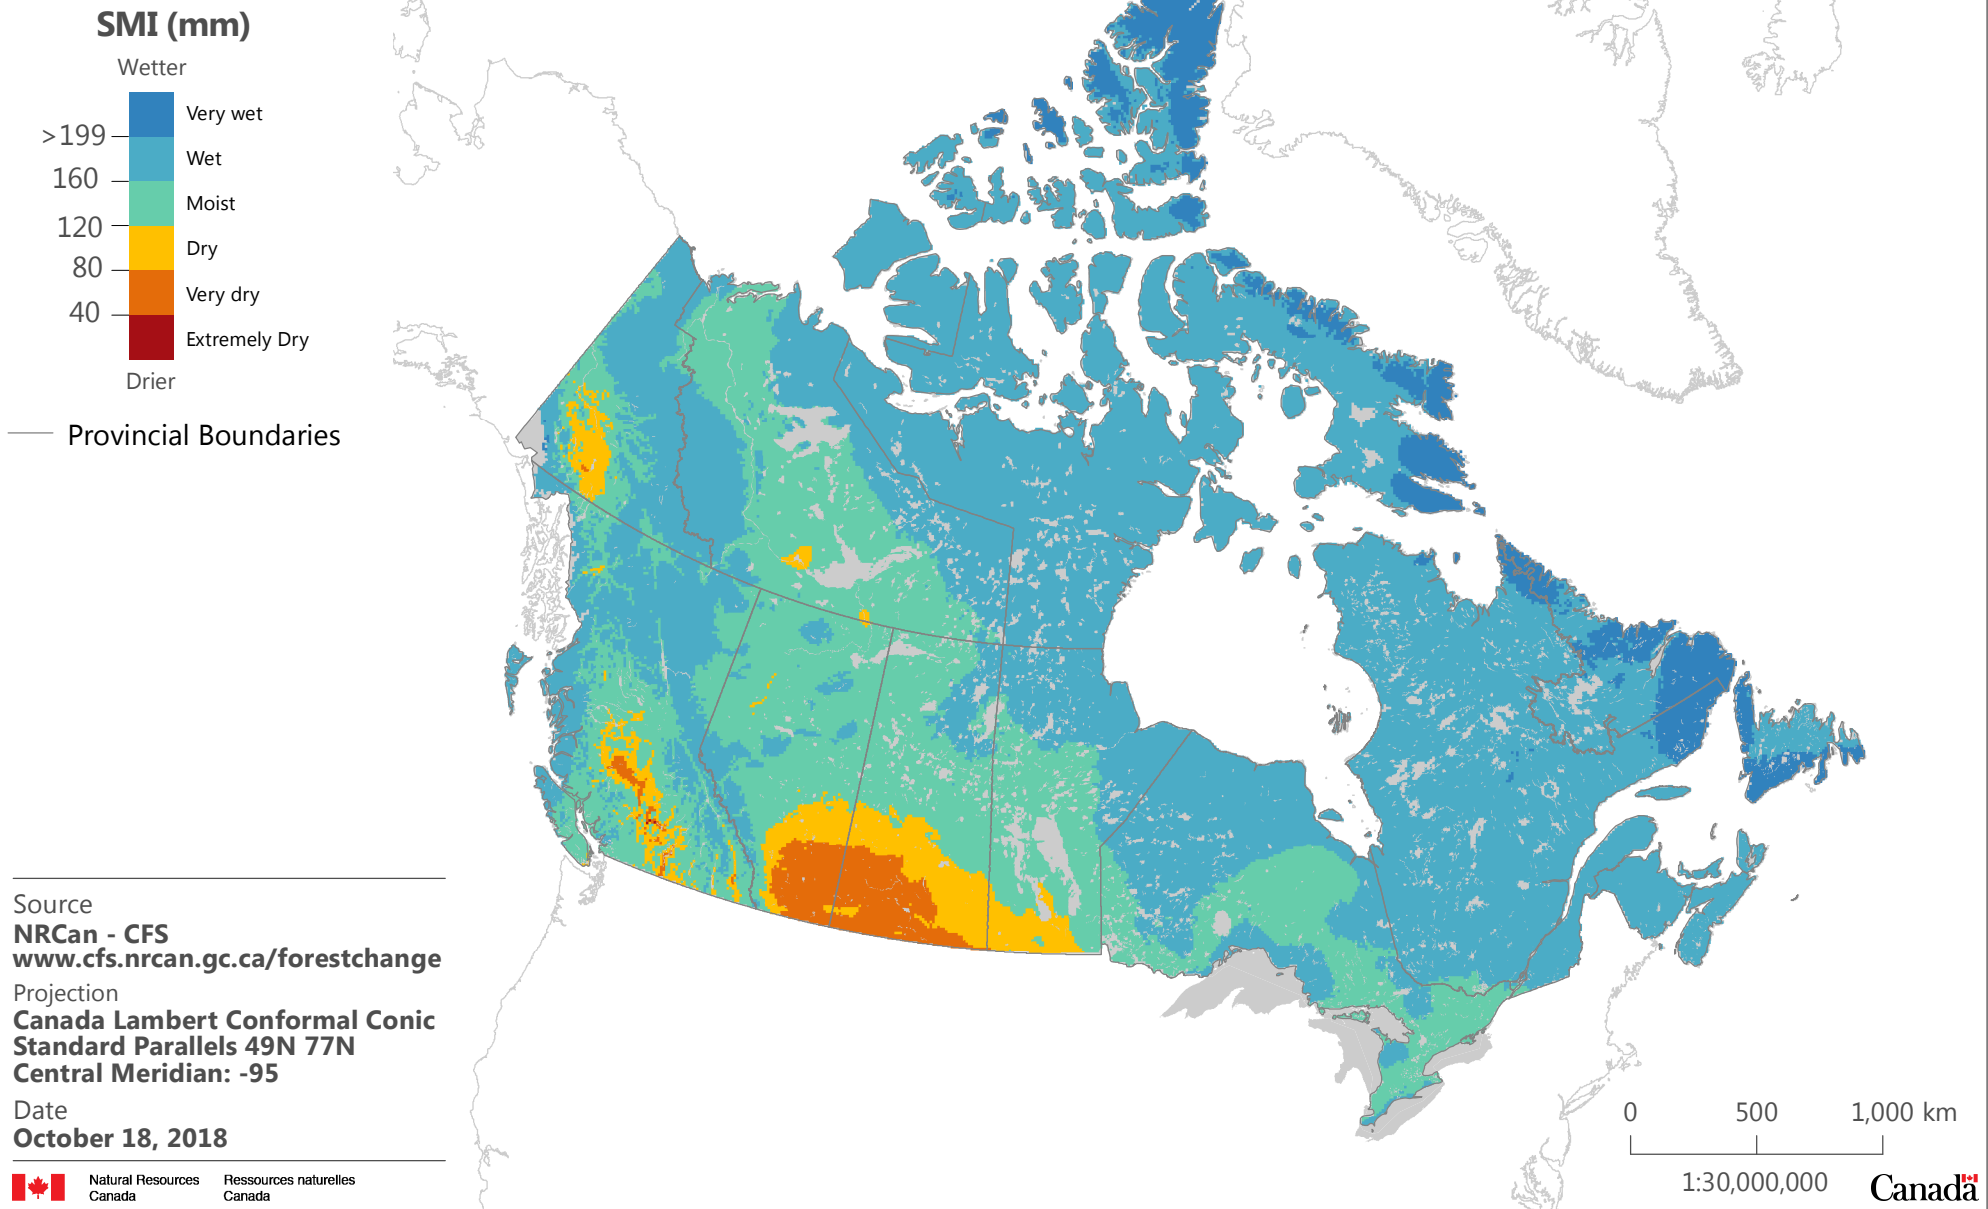 SMI (mm)
Wetter
Very wet
>199
Wet
160
Moist
120
Dry
80
Very dry
40
Extremely Dry
Drier
Provincial Boundaries
Source
NRCan - CFS
www.cfs.nrcan.gc.ca/forestchange
Projection
Canada Lambert Conformal Conic
Standard Parallels 49N 77N
Central Meridian: -95
Date
October 18, 2018
Natural Resources Ressources naturelles
Canada Canada
0 500 1,000 km
1:30,000,000
Canada